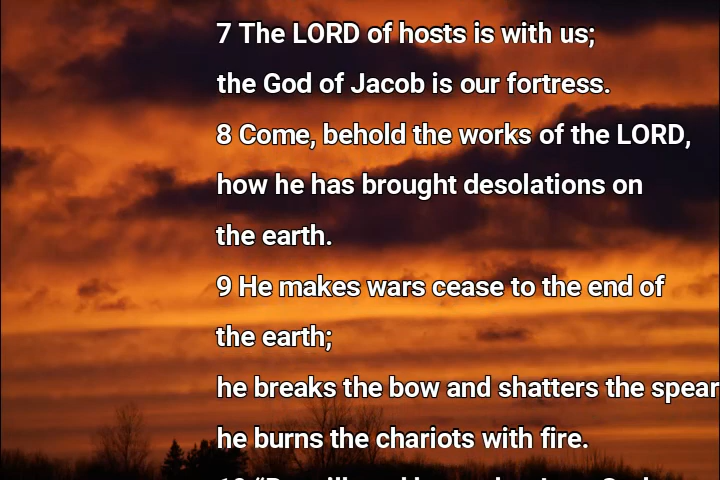 7 The LORD of hosts is with us;
the God of Jacob is our fortress.
8 Come, behold the works of the LORD,
how he has brought desolations on
the earth.
9 He makes wars cease to the end of
the earth;
he breaks the bow and shatters the spear
he burns the chariots with fire.